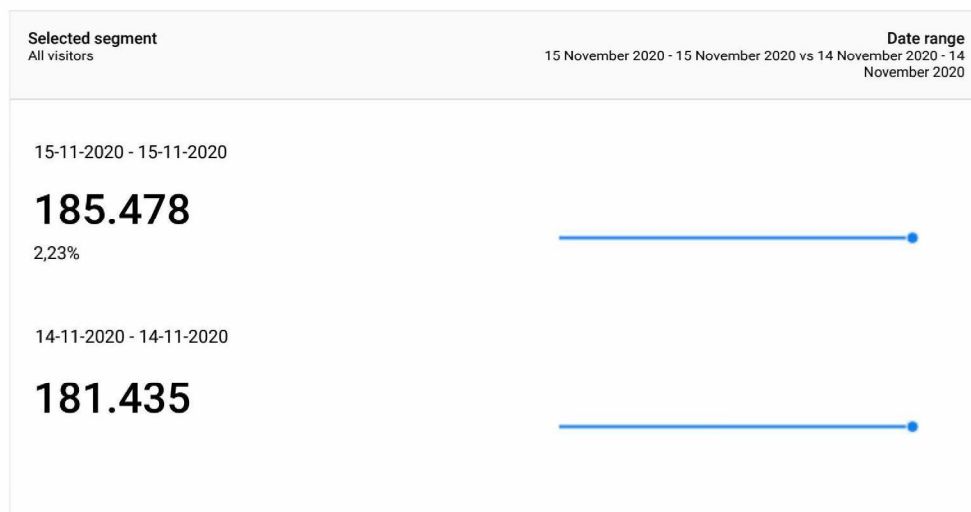 Selected segment
All visitors
Date range
15 November 2020 - 15 November 2020 vs 14 November 2020 - 14
November 2020
15-11-2020 - 15-11-2020
185.478
2,23%
14-11-2020 - 14-11-2020
181.435